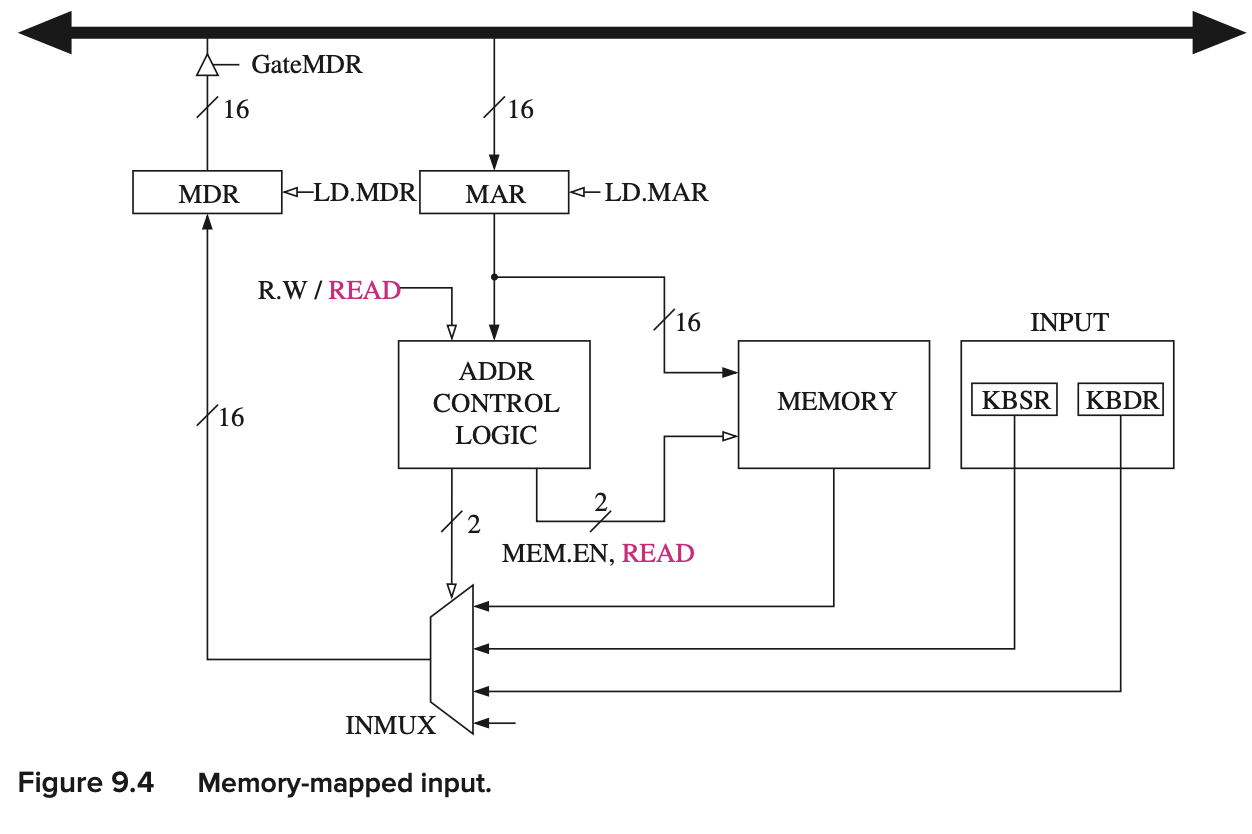 GateMDR
16
16
MDR
LD.MDR
MAR
LD.MAR
R.W / READ
16
INPUT
ADDR
CONTROL
LOGIC
MEMORY
KBSR
KBDR
16
2
2
MEM.EN, READ
INMUX
Figure 9.4 Memory-mapped input.